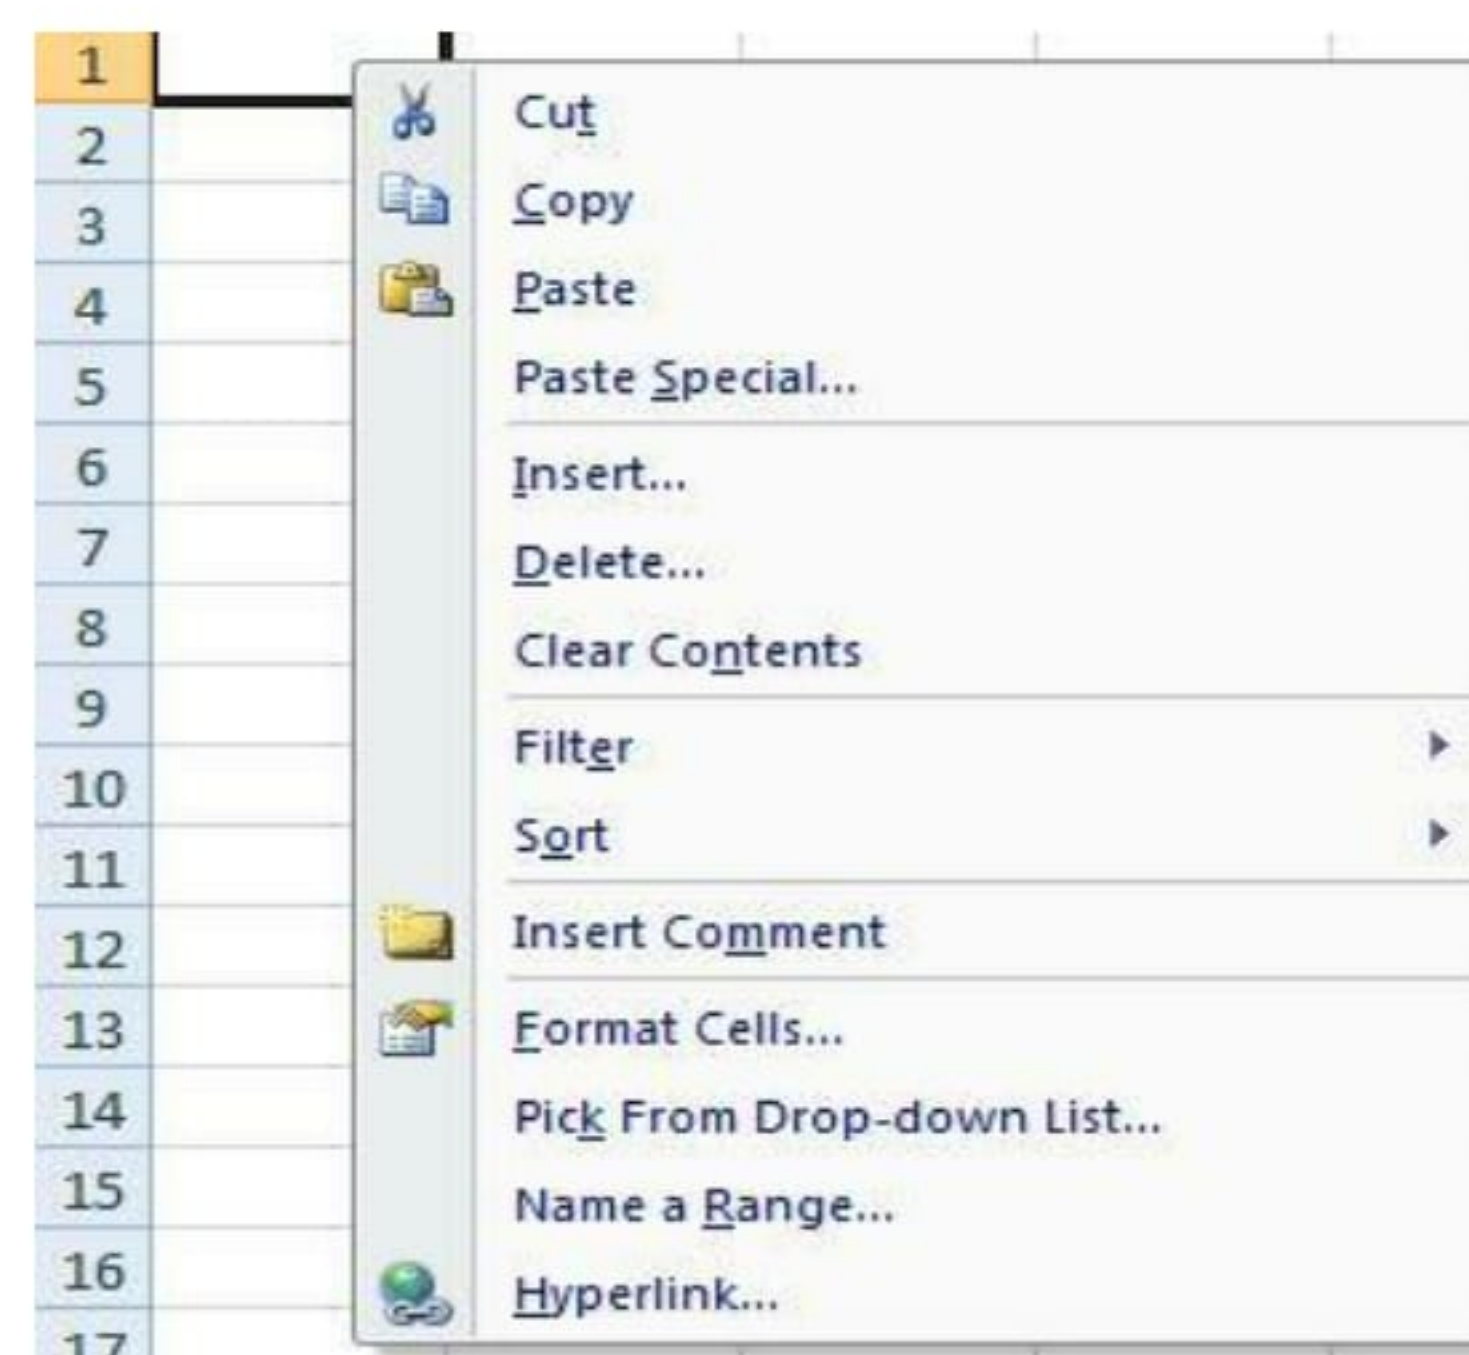 1
2
3
4
5
6
7
8
9
10
11
12
13
14
15
16
17
Cut
Copy
Paste
Paste Special...
Insert...
Delete...
Clear Contents
Filter
Sort
Insert Comment
Format Cells...
Pick From Drop-down List...
Name a Range...
Hyperlink...